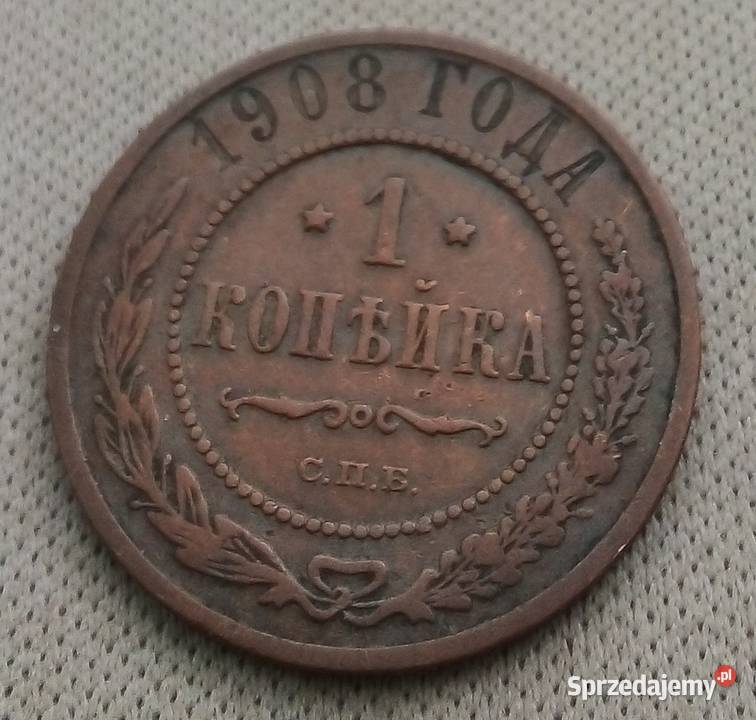 1908 ГОДА
* 1 *
КОПѢЙКА
С.П.Б.
Sprzedajemy.pl